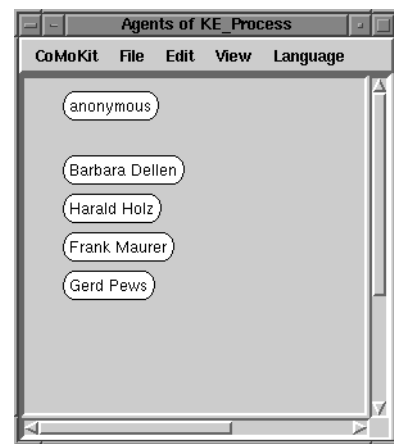 Agents of KE_Process
CoMoKit File Edit View Language
anonymous
Barbara Dellen
Harald Holz
Frank Maurer
Gerd Pews